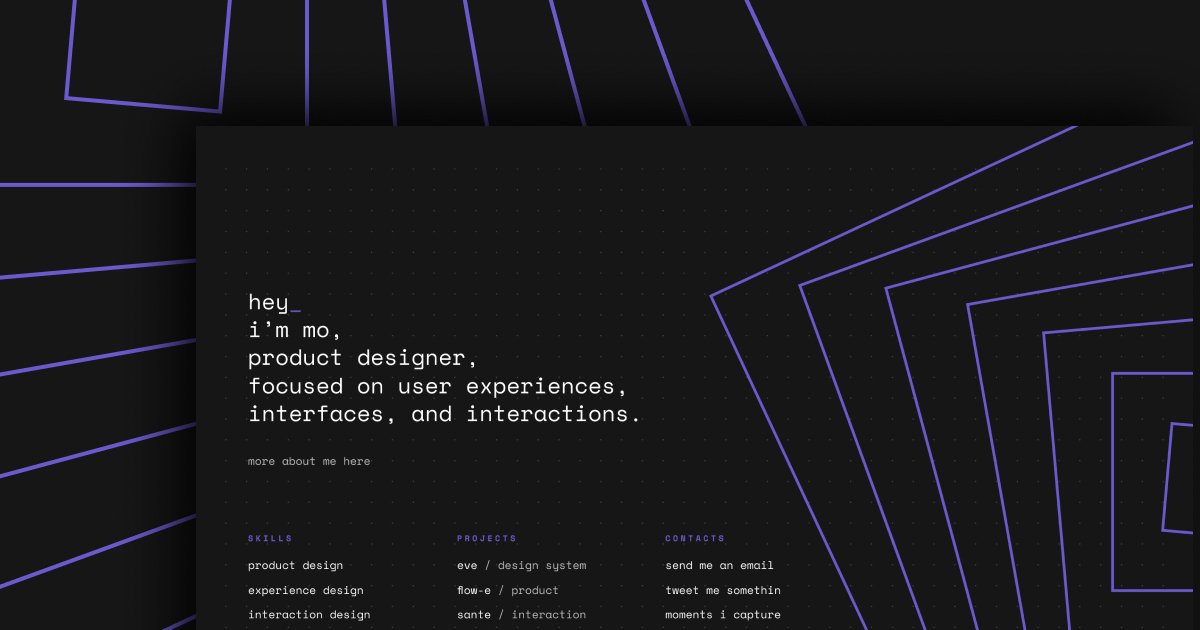 hey_
i’m mo,
product designer,
focused on user experiences,
interfaces, and interactions.
more about me here
SKILLS
product design
experience design
interaction design
PROJECTS
eve / design system
flow-e / product
sante / interaction
CONTACTS
send me an email
tweet me somethin
moments i capture